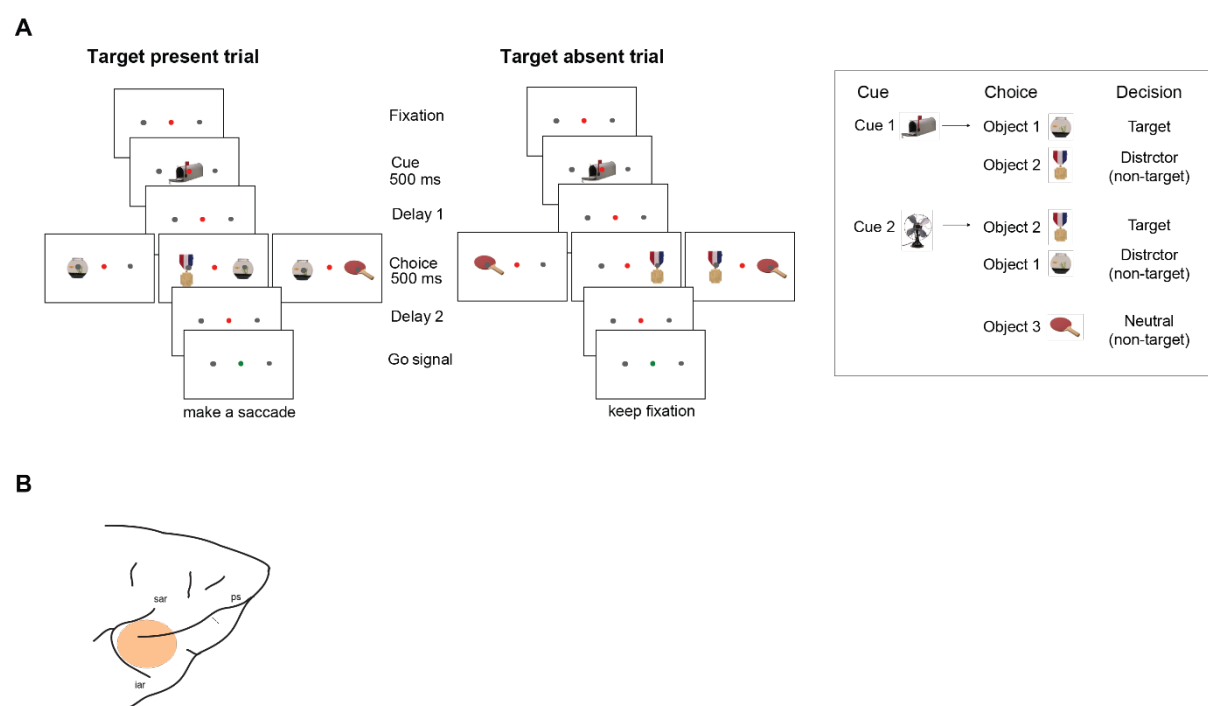 A
Target present trial
Target absent trial
Fixation
Cue
500 ms
Delay 1
Choice
500 ms
Delay 2
Go signal
make a saccade
keep fixation
Cue Choice Decision
Cue 1 Object 1 Target
Object 2 Distrctor
(non-target)
Cue 2 Object 2 Target
Object 1 Distrctor
(non-target)
Object 3 Neutral
(non-target)
B
sar
ps
iar